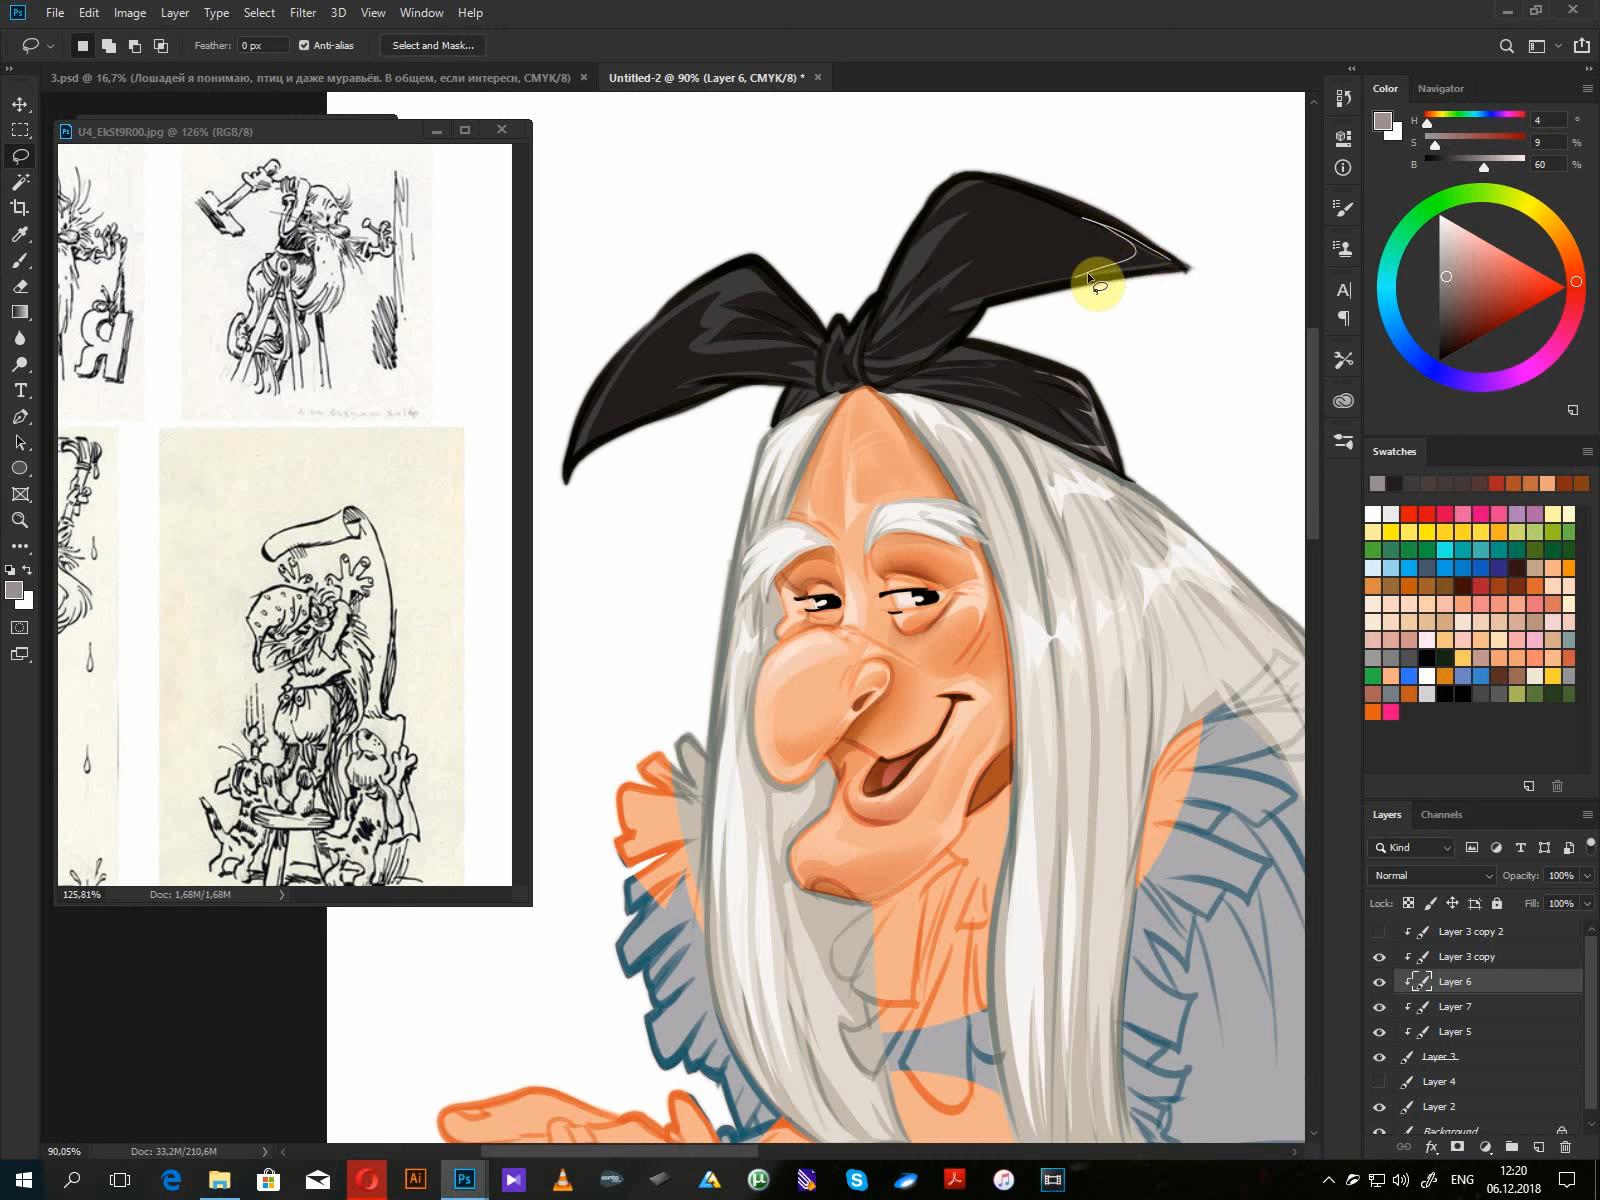 Ps File Edit Image Layer Type Select Filter 3D View Window Help
Feather: 0 px Anti-alias Select and Mask...
3.psd @ 16,7% (Лошадей я понимаю, птиц и даже муравьёв. В общем, если интересн, CMYK/8) × Untitled-2 @ 90% (Layer 6, CMYK/8) * ×
Ps U4_EkSt9R00.jpg @ 126% (RGB/8)
125,81% Doc: 1,68M/1,68M
90,05% Doc: 33,2M/210,6M
Color Navigator
H 4 °
S 9 %
B 60 %
Swatches
Layers Channels
Kind
Normal Opacity: 100%
Lock: Fill: 100%
Layer 3 copy 2
Layer 3 copy
Layer 6
Layer 7
Layer 5
Layer 3
Layer 4
Layer 2
Background
fx
Ai Ps ENG 12:20
06.12.2018